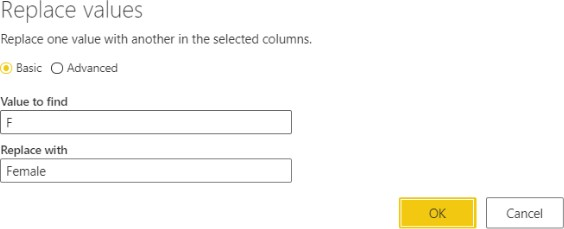 Replace values
Replace one value with another in the selected columns.
Basic Advanced
Value to find
F
Replace with
Female
OK Cancel